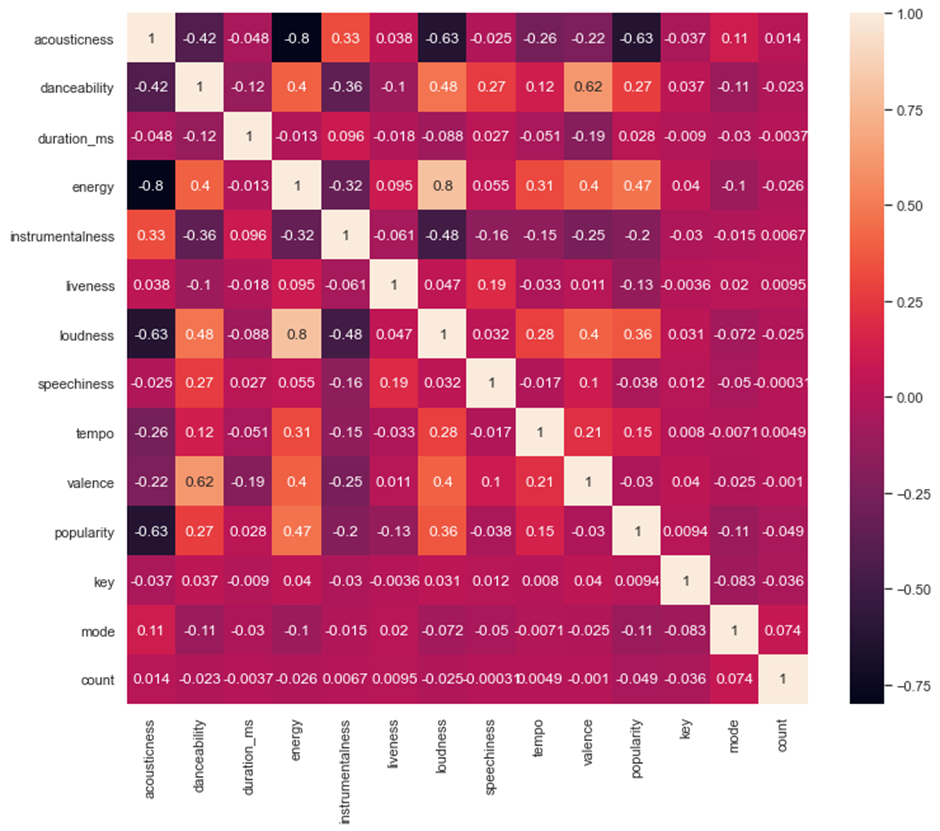 acousticness 1 -0.42 -0.048 -0.8 0.33 0.038 -0.63 -0.025 -0.26 -0.22 -0.63 -0.037 0.11 0.014
danceability -0.42 1 -0.12 0.4 -0.36 -0.1 0.48 0.27 0.12 0.62 0.27 0.037 -0.11 -0.023
duration_ms -0.048 -0.12 1 -0.013 0.096 -0.018 -0.088 0.027 -0.051 -0.19 0.028 -0.009 -0.03 -0.0037
energy -0.8 0.4 -0.013 1 -0.32 0.095 0.8 0.055 0.31 0.4 0.47 0.04 -0.1 -0.026
instrumentalness 0.33 -0.36 0.096 -0.32 1 -0.061 -0.48 -0.16 -0.15 -0.25 -0.2 -0.03 -0.015 0.0067
liveness 0.038 -0.1 -0.018 0.095 -0.061 1 0.047 0.19 -0.033 0.011 -0.13 -0.0036 0.02 0.0095
loudness -0.63 0.48 -0.088 0.8 -0.48 0.047 1 0.032 0.28 0.4 0.36 0.031 -0.072 -0.025
speechiness -0.025 0.27 0.027 0.055 -0.16 0.19 0.032 1 -0.017 0.1 -0.038 0.012 -0.05 -0.00031
tempo -0.26 0.12 -0.051 0.31 -0.15 -0.033 0.28 -0.017 1 0.21 0.15 0.008 -0.0071 0.0049
valence -0.22 0.62 -0.19 0.4 -0.25 0.011 0.4 0.1 0.21 1 -0.03 0.04 -0.025 -0.001
popularity -0.63 0.27 0.028 0.47 -0.2 -0.13 0.36 -0.038 0.15 -0.03 1 0.0094 -0.11 -0.049
key -0.037 0.037 -0.009 0.04 -0.03 -0.0036 0.031 0.012 0.008 0.04 0.0094 1 -0.083 -0.036
mode 0.11 -0.11 -0.03 -0.1 -0.015 0.02 -0.072 -0.05 -0.0071 -0.025 -0.11 -0.083 1 0.074
count 0.014 -0.023 -0.0037 -0.026 0.0067 0.0095 -0.025 -0.00031 0.0049 -0.001 -0.049 -0.036 0.074 1
acousticness
danceability
duration_ms
energy
instrumentalness
liveness
loudness
speechiness
tempo
valence
popularity
key
mode
count
1.00
0.75
0.50
0.25
0.00
-0.25
-0.50
-0.75